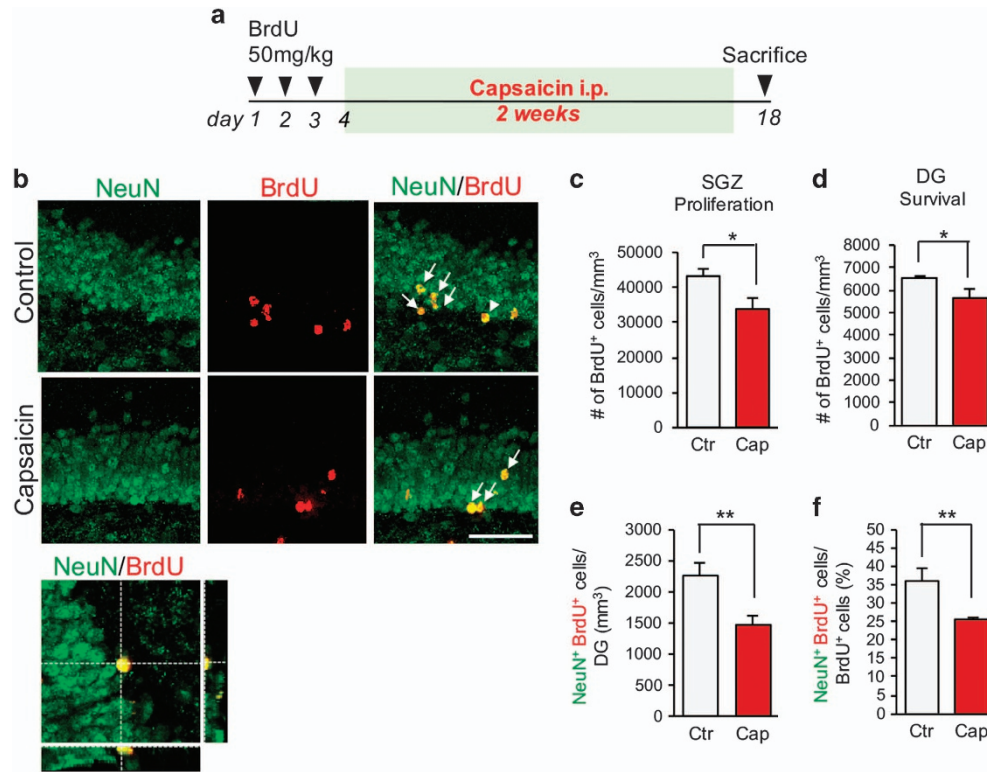 a
BrdU
50mg/kg
Sacrifice
Capsaicin i.p.
2 weeks
day 1 2 3 4 18
b
NeuN BrdU NeuN/BrdU
Control
Capsaicin
NeuN/BrdU
c
SGZ
Proliferation
# of BrdU⁺ cells/mm³
50000
40000
30000
20000
10000
0
*
Ctr Cap
d
DG
Survival
# of BrdU⁺ cells/mm³
8000
7000
6000
5000
4000
3000
2000
1000
0
*
Ctr Cap
e
NeuN⁺ BrdU⁺ cells/
DG (mm³)
3000
2500
2000
1500
1000
500
0
**
Ctr Cap
f
NeuN⁺ BrdU⁺ cells/
BrdU⁺ cells (%)
50
45
40
35
30
25
20
15
10
5
0
**
Ctr Cap